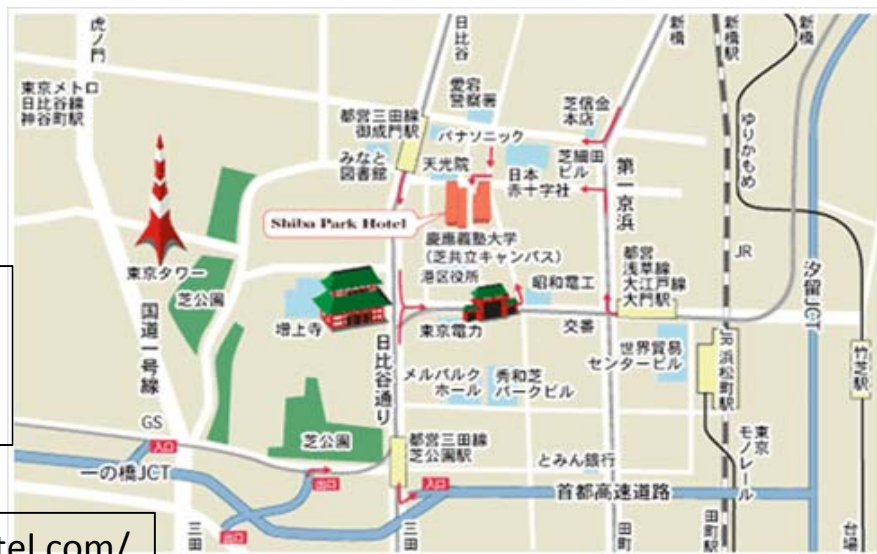 虎ノ門
日比谷
新橋
新橋駅
新橋
東京メトロ
日比谷線
神谷町駅
愛宕
警察署
芝信金
本店
都営三田線
御成門駅
パナソニック
ゆりかもめ
みなと
図書館
天光院
日本
赤十字社
芝細田
ビル
第一京浜
Shiba Park Hotel
慶應義塾大学
(芝共立キャンパス)
港区役所
東京タワー
芝公園
昭和電工
都営
浅草線
大江戸線
大門駅
JR
汐留JCT
国道一号線
増上寺
日比谷通り
東京電力
交番
世界貿易
センタービル
JR浜松町駅
竹芝駅
メルパルク
ホール
秀和芝
パークビル
GS
入口
芝公園
都営三田線
芝公園駅
とみん銀行
東京
モノレール
一の橋JCT
出口
入口
首都高速道路
出口
三田
三田
田町
田町駅
台場
tel.com/